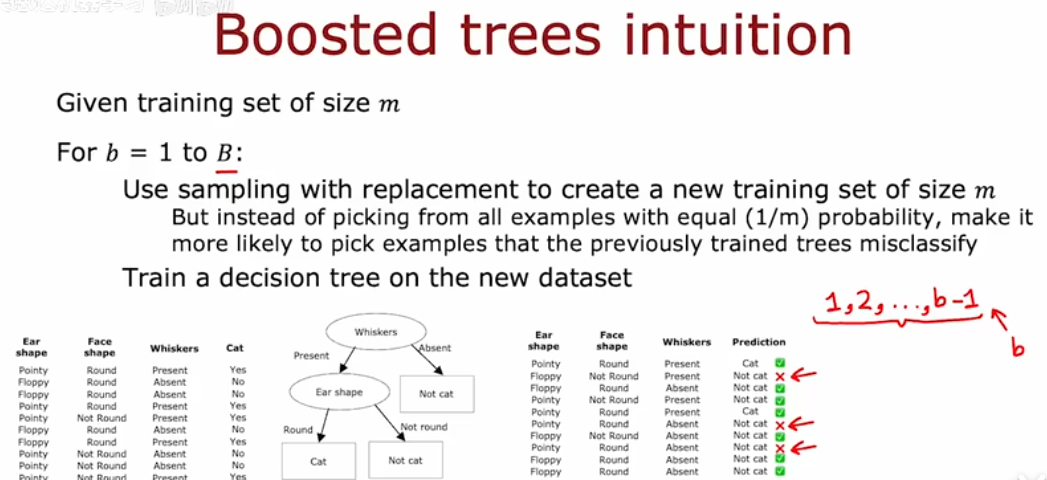 Boosted trees intuition
Given training set of size m
For b = 1 to B:
Use sampling with replacement to create a new training set of size m
But instead of picking from all examples with equal (1/m) probability, make it
more likely to pick examples that the previously trained trees misclassify
Train a decision tree on the new dataset
1, 2, ..., b-1
b
Ear shape Face shape Whiskers Cat
Pointy Round Present Yes
Floppy Round Absent No
Floppy Round Absent No
Pointy Round Present Yes
Pointy Not Round Present Yes
Floppy Round Absent No
Floppy Round Present Yes
Pointy Not Round Absent No
Pointy Not Round Absent No
Pointy Not Round Present Yes
Whiskers
Present
Absent
Ear shape
Not cat
Round
Not round
Cat
Not cat
Ear shape Face shape Whiskers Prediction
Pointy Round Present Cat ✅
Floppy Not Round Present Not cat ×
Floppy Round Absent Not cat ✅
Pointy Not Round Present Not cat ✅
Pointy Round Present Cat ✅
Pointy Round Absent Not cat ×
Floppy Not Round Absent Not cat ✅
Pointy Round Absent Not cat ×
Floppy Round Absent Not cat ✅
Floppy Round Absent Not cat ✅